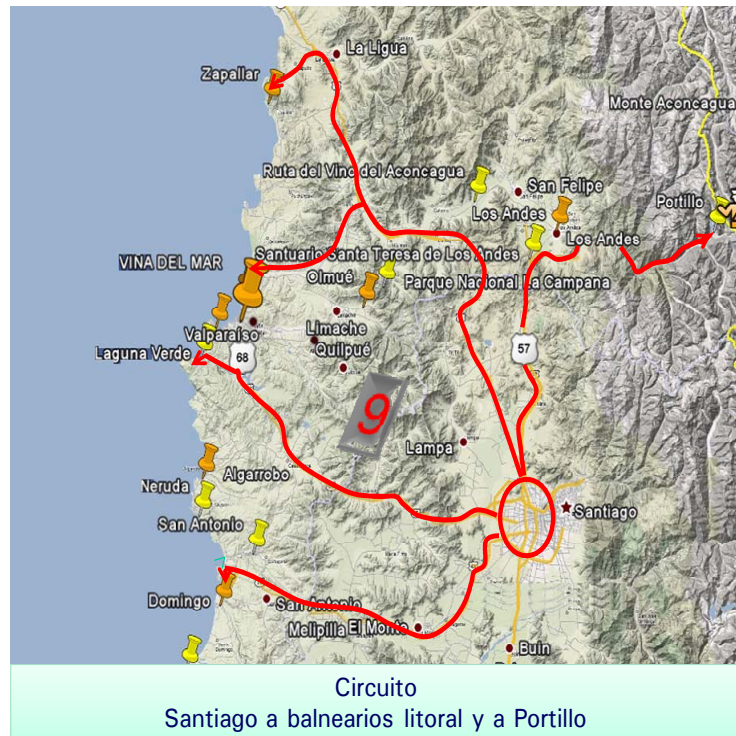 La Ligua
Zapallar
Monte Aconcagua
Ruta del Vino del Aconcagua
San Felipe
Portillo
Los Andes
Los Andes
VINA DEL MAR
Santuario Santa Teresa de Los Andes
Olmué
Parque Nacional La Campana
Valparaíso
Limache
Laguna Verde
68
Quilpué
57
9
Lampa
Algarrobo
Neruda
San Antonio
Santiago
Domingo
San Antonio
Melipilla
El Monte
Buin
Circuito
Santiago a balnearios litoral y a Portillo